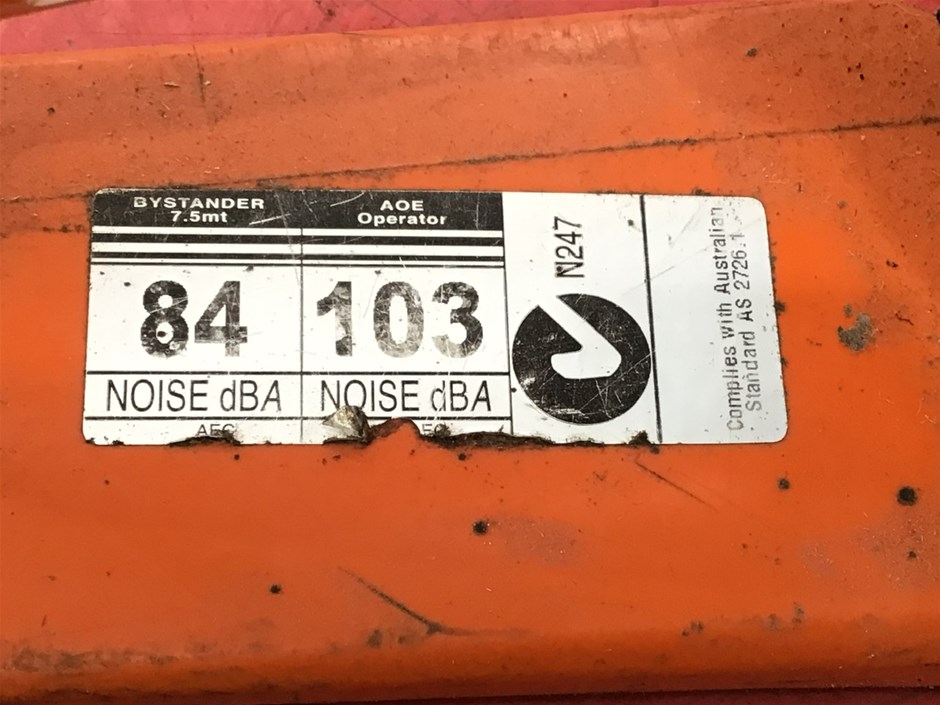 BYSTANDER
7.5mt
AOE
Operator
84
103
NOISE dBA
NOISE dBA
N247
Complies with Australian
Standard AS 2726.1